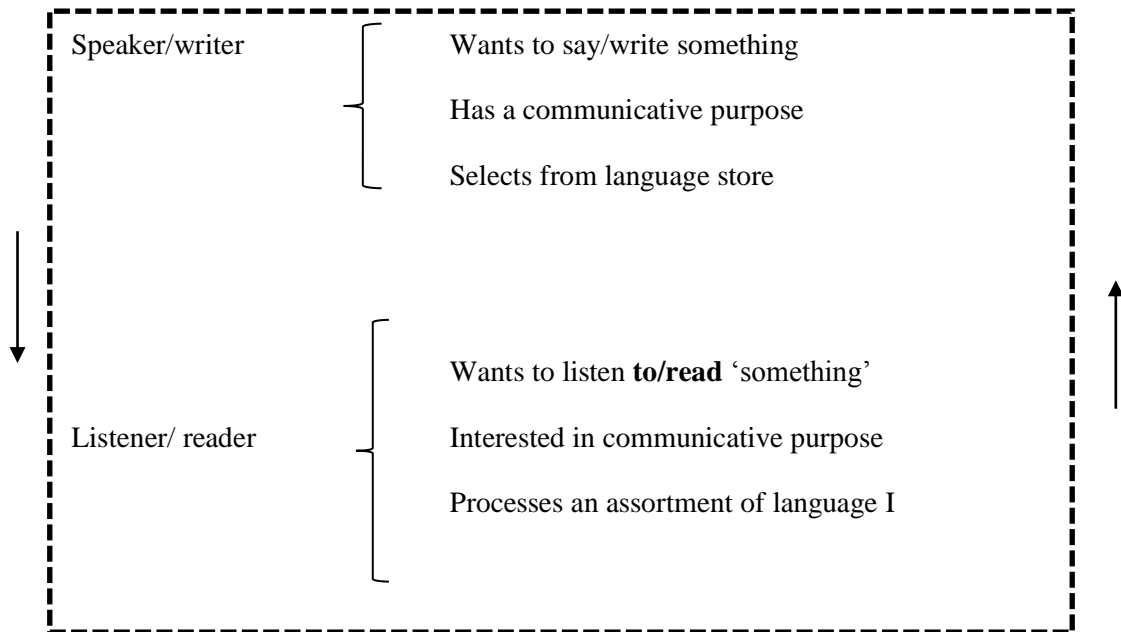 Speaker/writer
Wants to say/write something
Has a communicative purpose
Selects from language store
Wants to listen to/read ‘something’
Listener/ reader
Interested in communicative purpose
Processes an assortment of language I